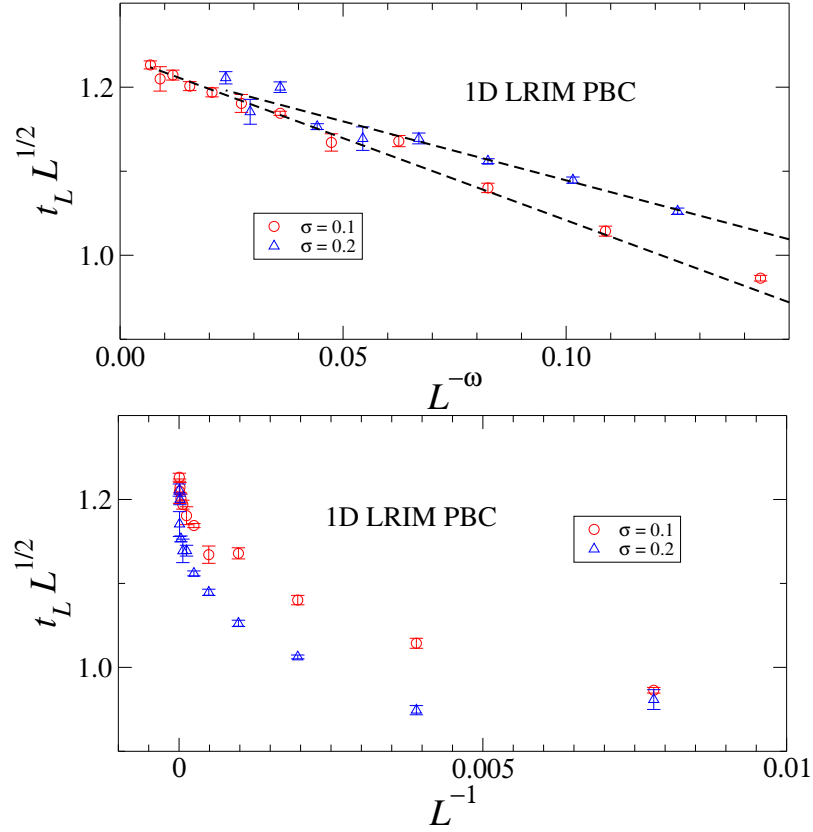 1.2
1.0
t_L L^{1/2}
1D LRIM PBC
σ = 0.1
σ = 0.2
0.00
0.05
0.10
L^{-ω}
1.2
1.0
t_L L^{1/2}
1D LRIM PBC
σ = 0.1
σ = 0.2
0
0.005
0.01
L^{-1}